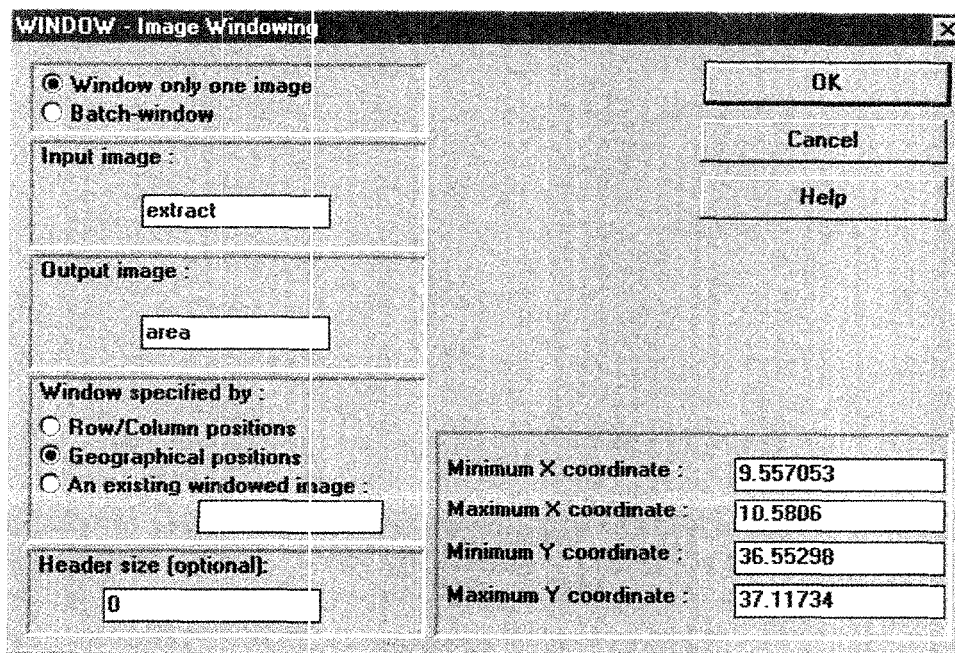 WINDOW - Image Windowing
Window only one image
Batch-window
Input image :
extract
Output image :
area
Window specified by :
Row/Column positions
Geographical positions
An existing windowed image :
Header size (optional):
0
OK
Cancel
Help
Minimum X coordinate : 9.557053
Maximum X coordinate : 10.5806
Minimum Y coordinate : 36.55298
Maximum Y coordinate : 37.11734